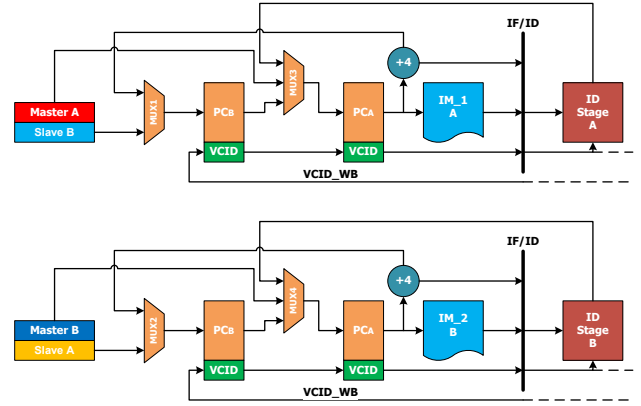 IF/ID
+4
MUX1
MUX3
PCB
PCA
IM_1
A
ID
Stage
A
Master A
Slave B
VCID
VCID
VCID_WB
IF/ID
+4
MUX2
MUX4
PCB
PCA
IM_2
B
ID
Stage
B
Master B
Slave A
VCID
VCID
VCID_WB